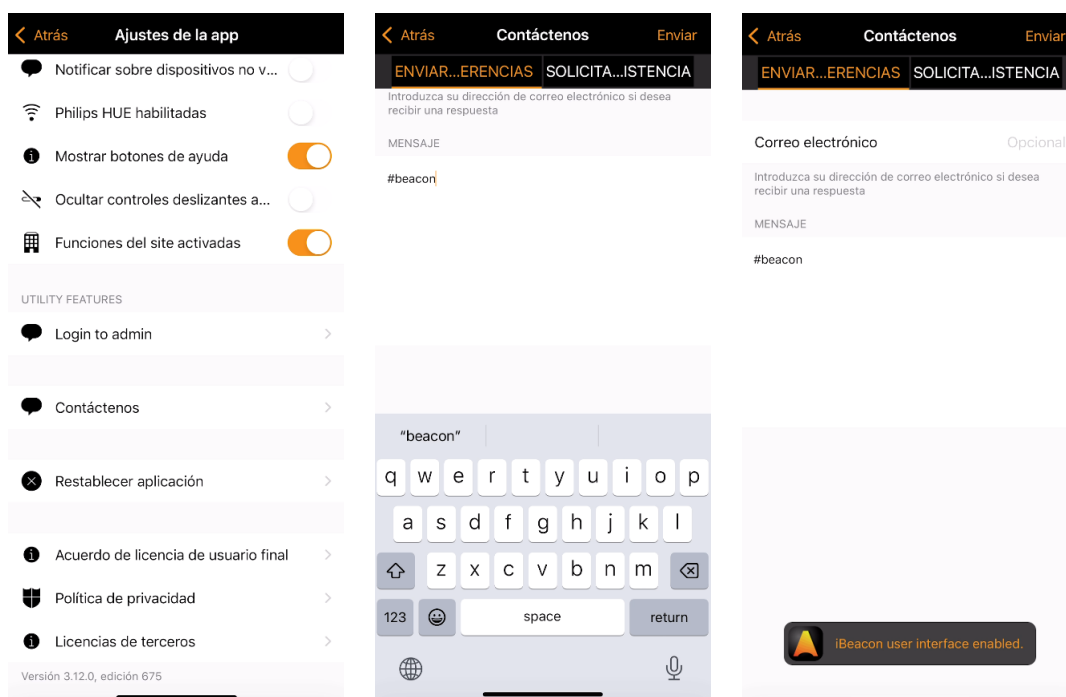 Atrás
Ajustes de la app
Notificar sobre dispositivos no v...
Philips HUE habilitadas
Mostrar botones de ayuda
Ocultar controles deslizantes a...
Funciones del site activadas
UTILITY FEATURES
Login to admin
Contáctenos
Restablecer aplicación
Acuerdo de licencia de usuario final
Política de privacidad
Licencias de terceros
Versión 3.12.0, edición 675
Atrás
Contáctenos
Enviar
ENVIAR...ERENCIAS
SOLICITA...ISTENCIA
Introduzca su dirección de correo electrónico si desea
recibir una respuesta
MENSAJE
#beacon
"beacon"
q w e r t y u i o p
a s d f g h j k l
z x c v b n m
123
space
return
Atrás
Contáctenos
Enviar
ENVIAR...ERENCIAS
SOLICITA...ISTENCIA
Correo electrónico
Opcional
Introduzca su dirección de correo electrónico si desea
recibir una respuesta
MENSAJE
#beacon
iBeacon user interface enabled.